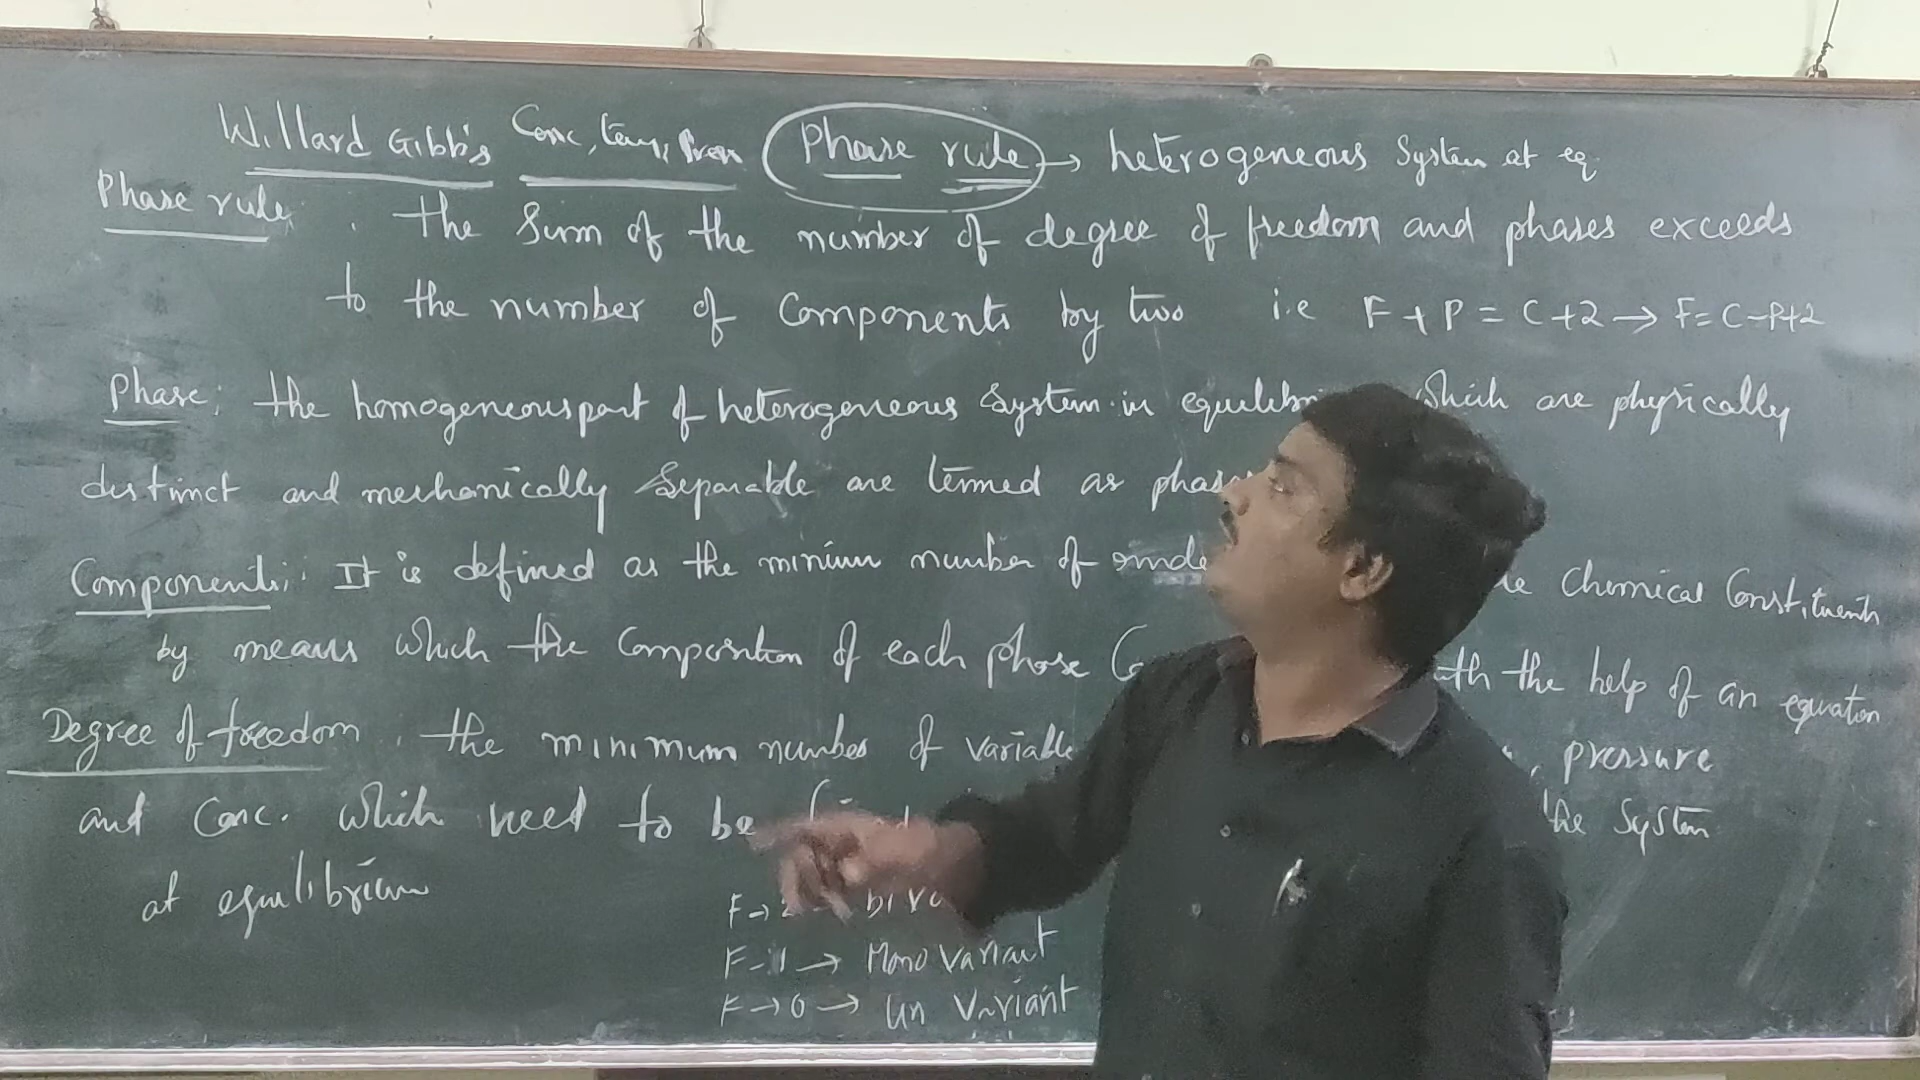 Willard Gibb's Conc, Tem, Pres Phase rule → heterogeneous System at eq
Phase rule. the Sum of the number of degree of freedom and phases exceeds
to the number of Components by two i.e F + P = C + 2 → F = C - P + 2
Phase: the homogeneous part of heterogeneous System in which are physically
distinct and mechanically Separable are termed as
Components: It is defined as the number of Chemical Constituents
by means which the Composition of each phase the help of an equation
Degree of freedom. the minimum number of pressure
and Conc. which need to be the System
at equilibrium
F → 2
F → 1 → Mono variant
F → 0 → Un Variant